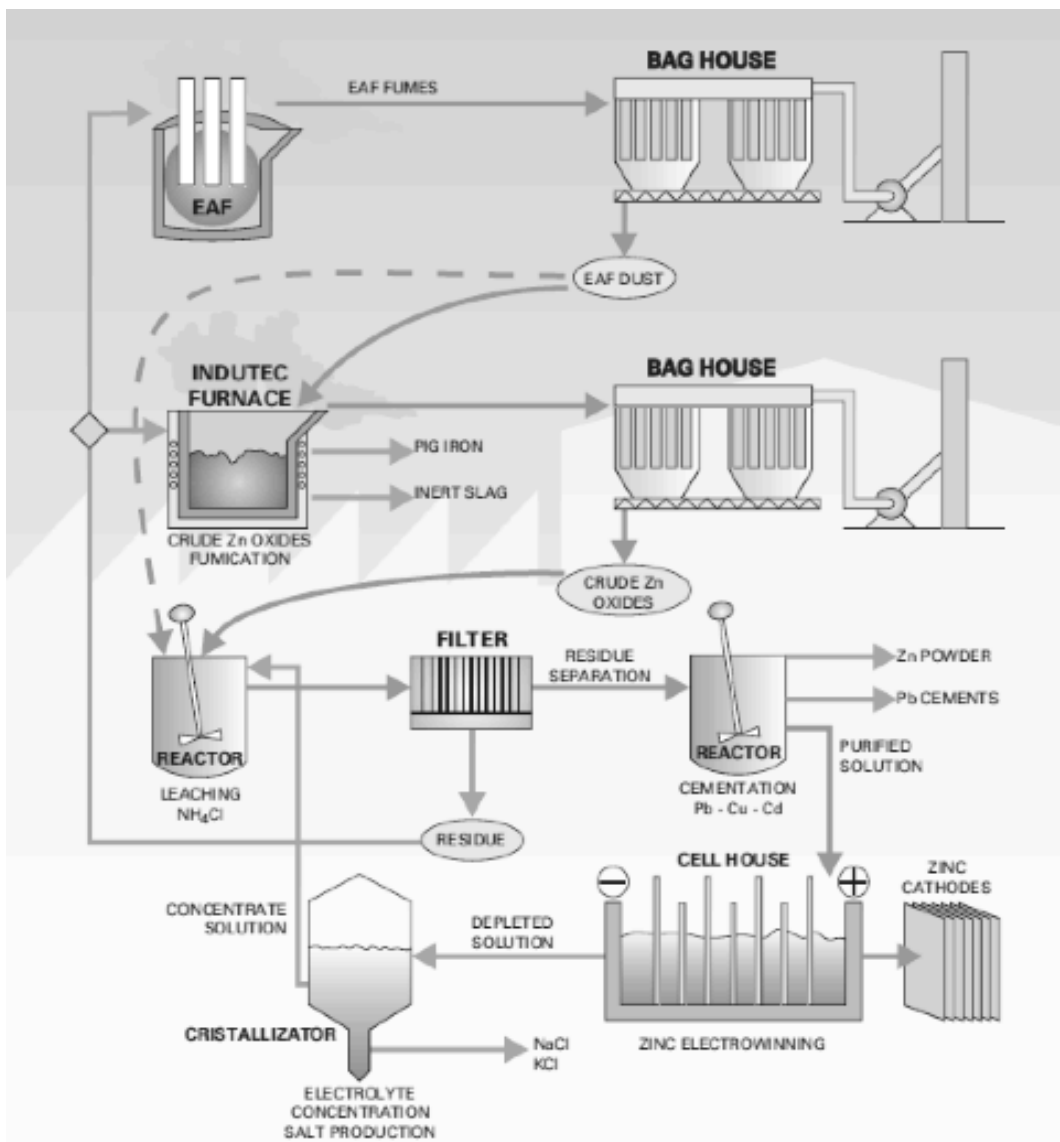 BAG HOUSE
EAF FUMES
EAF
EAF DUST
INDUTEC
FURNACE
BAG HOUSE
PIG IRON
INERT SLAG
CRUDE Zn OXIDES
FUMICATION
CRUDE Zn
OXIDES
FILTER
RESIDUE
SEPARATION
Zn POWDER
Pb CEMENTS
REACTOR
REACTOR
PURIFIED
SOLUTION
LEACHING
NH₄Cl
CEMENTATION
Pb - Cu - Cd
RESIDUE
CELL HOUSE
ZINC
CATHODES
−
+
CONCENTRATE
SOLUTION
DEPLETED
SOLUTION
CRISTALLIZATOR
NaCl
KCl
ZINC ELECTROWINNING
ELECTROLYTE
CONCENTRATION
SALT PRODUCTION